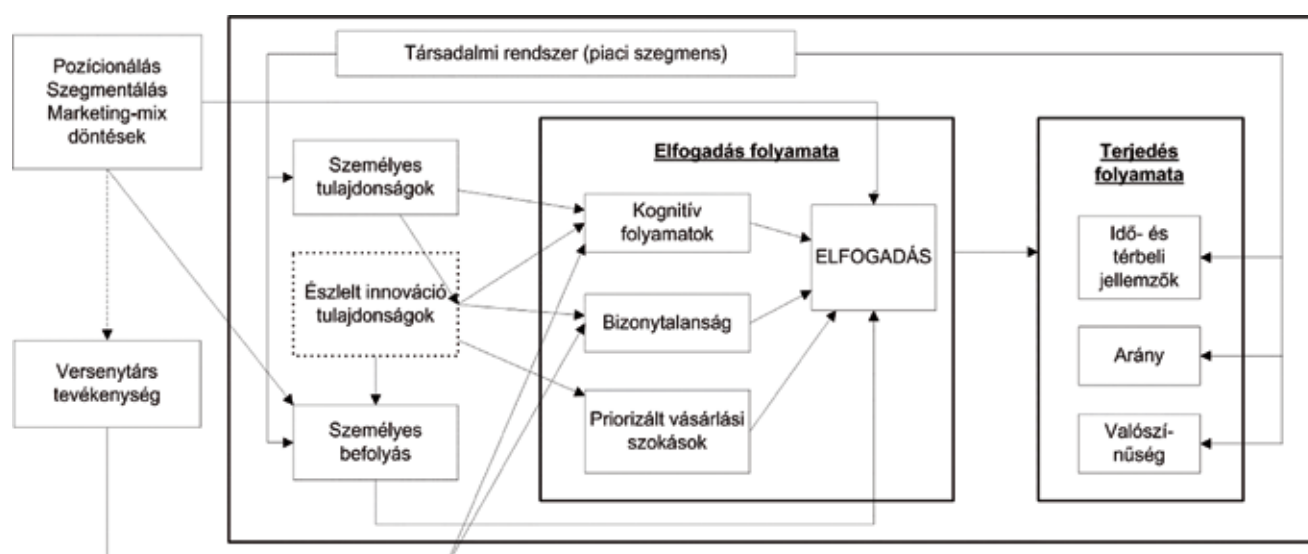 Társadalmi rendszer (piaci szegmens)
Pozícionálás
Szegmentálás
Marketing-mix
döntések
Elfogadás folyamata
Terjedés
folyamata
Személyes
tulajdonságok
Kognitív
folyamatok
ELFOGADÁS
Idő- és
térbeli
jellemzők
Észlelt innováció
tulajdonságok
Bizonytalanság
Versenytárs
tevékenység
Arány
Személyes
befolyás
Priorizált vásárlási
szokások
Valószí-
nűség